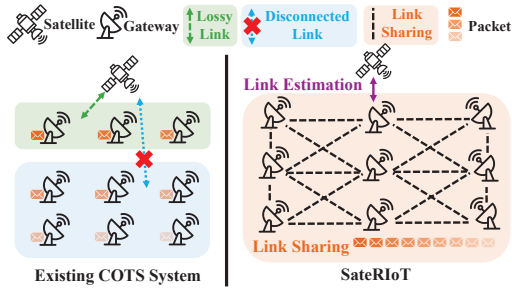 Satellite
Gateway
Lossy
Link
Disconnected
Link
Link
Sharing
Packet
Link Estimation
Link Sharing
Existing COTS System
SateRIoT